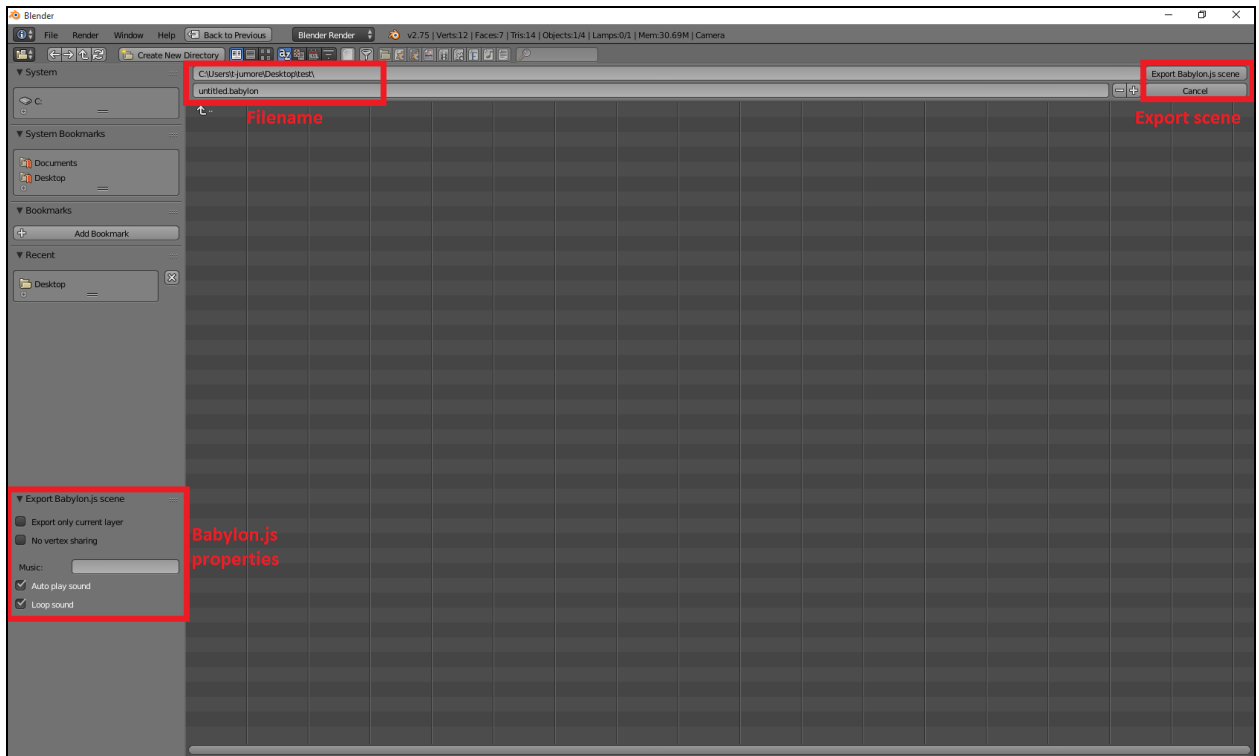 Blender
File Render Window Help Back to Previous Blender Render v2.75 | Verts:12 | Faces:7 | Tris:14 | Objects:1/4 | Lamps:0/1 | Mem:30.69M | Camera
Create New Directory
System
C:\Users\t-jumore\Desktop\test\
Export Babylon.js scene
untitled.babylon
Cancel
C:
..
Filename
Export scene
System Bookmarks
Documents
Desktop
Bookmarks
Add Bookmark
Recent
Desktop
Export Babylon.js scene
Export only current layer
No vertex sharing
Babylon.js
properties
Music:
Auto play sound
Loop sound